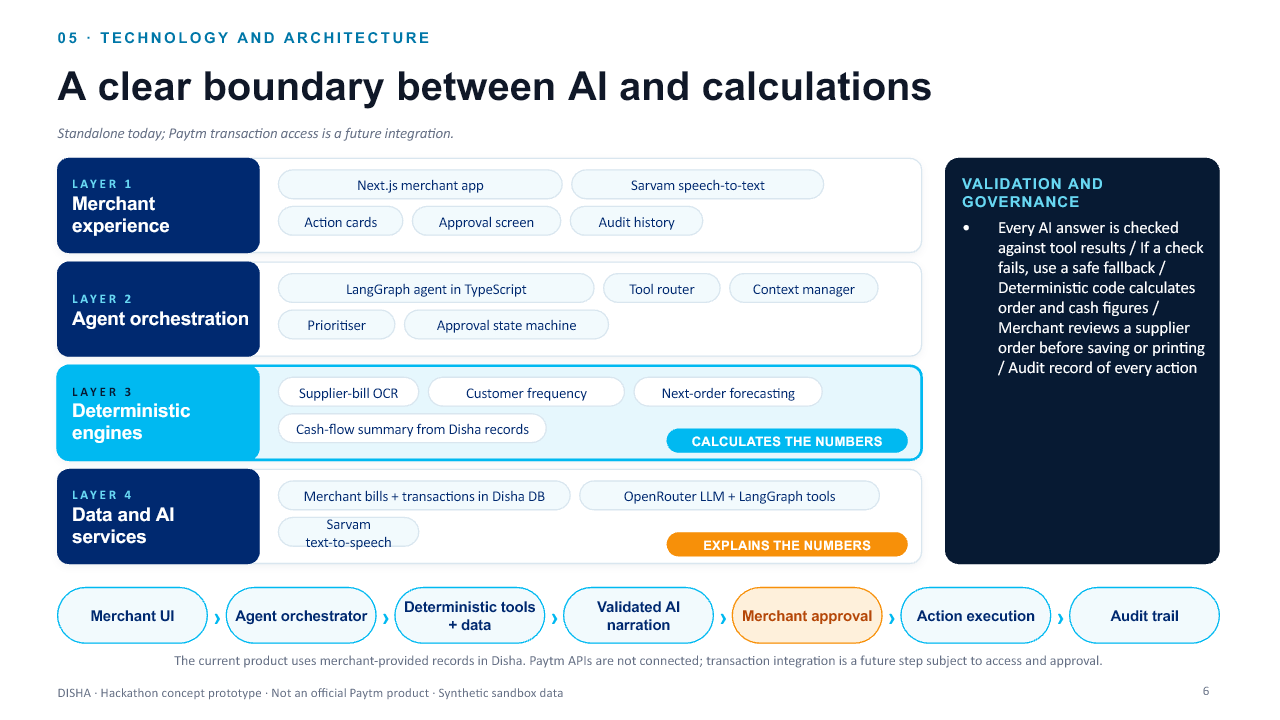 05 · TECHNOLOGY AND ARCHITECTURE
A clear boundary between AI and calculations
Standalone today; Paytm transaction access is a future integration.
LAYER 1
Merchant
experience
Next.js merchant app
Sarvam speech-to-text
Action cards
Approval screen
Audit history
LAYER 2
Agent orchestration
LangGraph agent in TypeScript
Tool router
Context manager
Prioritiser
Approval state machine
LAYER 3
Deterministic
engines
Supplier-bill OCR
Customer frequency
Next-order forecasting
Cash-flow summary from Disha records
CALCULATES THE NUMBERS
LAYER 4
Data and AI
services
Merchant bills + transactions in Disha DB
OpenRouter LLM + LangGraph tools
Sarvam
text-to-speech
EXPLAINS THE NUMBERS
VALIDATION AND
GOVERNANCE
• Every AI answer is checked
against tool results / If a check
fails, use a safe fallback /
Deterministic code calculates
order and cash figures /
Merchant reviews a supplier
order before saving or printing
/ Audit record of every action
Merchant UI
›
Agent orchestrator
›
Deterministic tools
+ data
›
Validated AI
narration
›
Merchant approval
›
Action execution
›
Audit trail
The current product uses merchant-provided records in Disha. Paytm APIs are not connected; transaction integration is a future step subject to access and approval.
DISHA · Hackathon concept prototype · Not an official Paytm product · Synthetic sandbox data
6